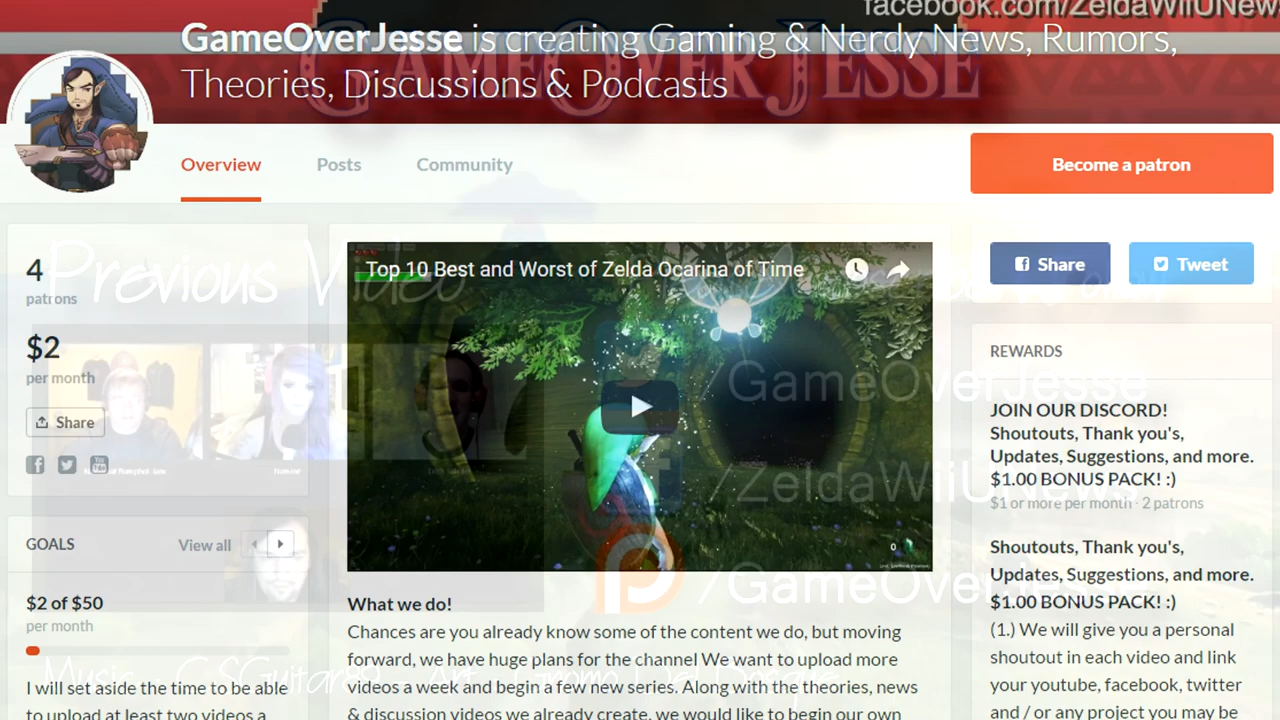 facebook.com/ZeldaWiiUNews
GameOverJesse is creating Gaming & Nerdy News, Rumors,
Theories, Discussions & Podcasts
GameOverJesse
Overview
Posts
Community
Become a patron
4
patrons
$2
per month
Share
Previous Video
Top 10 Best and Worst of Zelda Ocarina of Time
Share
Tweet
REWARDS
JOIN OUR DISCORD!
Shoutouts, Thank you's,
Updates, Suggestions, and more.
$1.00 BONUS PACK! :)
$1 or more per month · 2 patrons
/GameOverJesse
/ZeldaWiiUNews
/GameOverJesse
GOALS
View all
$2 of $50
per month
I will set aside the time to be able
to upload at least two videos a
What we do!
Chances are you already know some of the content we do, but moving
forward, we have huge plans for the channel We want to upload more
videos a week and begin a few new series. Along with the theories, news
& discussion videos we already create, we would like to begin our own
Shoutouts, Thank you's,
Updates, Suggestions, and more.
$1.00 BONUS PACK! :)
(1.) We will give you a personal
shoutout in each video and link
your youtube, facebook, twitter
and / or any project you may be
Music - CSGuitar89 - Art